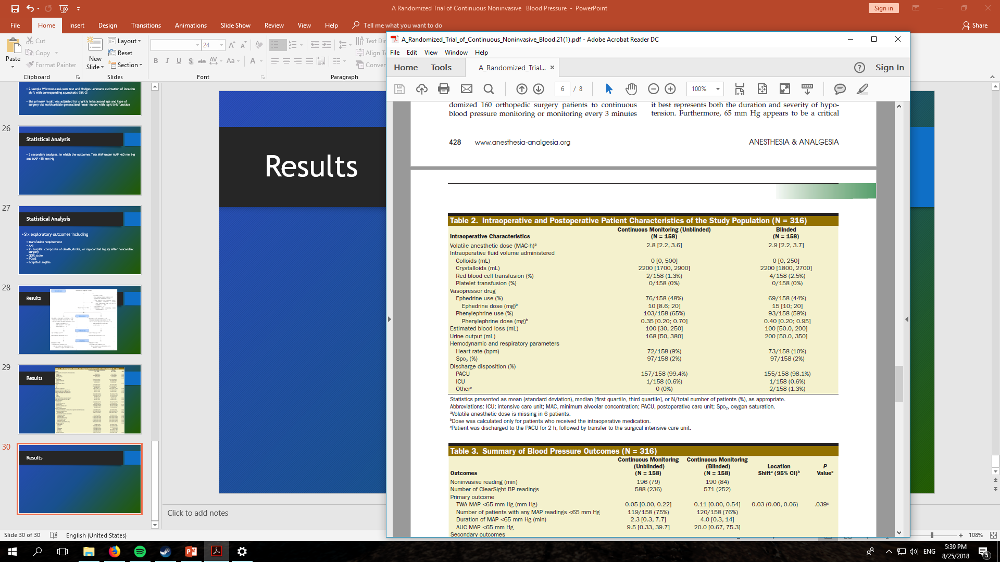 A Randomized Trial of Continuous Noninvasive Blood Pressure - PowerPoint
Sign in
File Home Insert Design Transitions Animations Slide Show Review View Help Tell me what you want to do
Share
Paste
Cut
Copy
Format Painter
Clipboard
New Slide
Layout
Reset
Section
Slides
24
B I U S abc AV Aa A
Font
Text Dir
Align T
Conver
Paragraph
• 2-sample Wilcoxon rank-sum test and Hodges Lehmann estimation of location
shift with corresponding asymptotic 95% CI
• the primary result was adjusted for slightly imbalanced age and type of
surgery via multivariable generalized linear model with logit link function
26
Statistical Analysis
• 2 secondary analyses, in which the outcomes TWA MAP under MAP <60 mm Hg
and MAP <55 mm Hg
27
Statistical Analysis
• Six exploratory outcomes including
• transfusion requirement
• AKI
• in-hospital composite of death,stroke, or myocardial injury after noncardiac
surgery
• QOR score
• POMS
• hospital lengths
28
Results
29
Results
30
Results
Results
Click to add notes
Slide 30 of 30 English (United States)
108%
A_Randomized_Trial_of_Continuous_Noninvasive_Blood.21(1).pdf - Adobe Acrobat Reader DC
File Edit View Window Help
Home Tools A_Randomized_Trial... × Sign In
6 / 8 100%
domized 160 orthopedic surgery patients to continuous
blood pressure monitoring or monitoring every 3 minutes
it best represents both the duration and severity of hypo-
tension. Furthermore, 65 mm Hg appears to be a critical
428 www.anesthesia-analgesia.org ANESTHESIA & ANALGESIA
Table 2. Intraoperative and Postoperative Patient Characteristics of the Study Population (N = 316)
Continuous Monitoring (Unblinded) Blinded
Intraoperative Characteristics (N = 158) (N = 158)
Volatile anesthetic dose (MAC·h)ᵃ 2.8 [2.2, 3.6] 2.9 [2.2, 3.7]
Intraoperative fluid volume administered
Colloids (mL) 0 [0, 500] 0 [0, 250]
Crystalloids (mL) 2200 [1700, 2900] 2200 [1800, 2700]
Red blood cell transfusion (%) 2/158 (1.3%) 4/158 (2.5%)
Platelet transfusion (%) 0/158 (0%) 0/158 (0%)
Vasopressor drug
Ephedrine use (%) 76/158 (48%) 69/158 (44%)
Ephedrine dose (mg)ᵇ 10 [8.6; 20] 15 [10; 20]
Phenylephrine use (%) 103/158 (65%) 93/158 (59%)
Phenylephrine dose (mg)ᵇ 0.35 [0.20; 0.70] 0.40 [0.20; 0.95]
Estimated blood loss (mL) 100 [30, 250] 100 [50.0, 200]
Urine output (mL) 168 [50, 380] 200 [50.0, 350]
Hemodynamic and respiratory parameters
Heart rate (bpm) 72/158 (9%) 73/158 (10%)
Spo₂ (%) 97/158 (2%) 97/158 (2%)
Discharge disposition (%)
PACU 157/158 (99.4%) 155/158 (98.1%)
ICU 1/158 (0.6%) 1/158 (0.6%)
Otherᶜ 0 (0%) 2/158 (1.3%)
Statistics presented as mean (standard deviation), median [first quartile, third quartile], or N/total number of patients (%), as appropriate.
Abbreviations: ICU; intensive care unit; MAC, minimum alveolar concentration; PACU, postoperative care unit; Spo₂, oxygen saturation.
ᵃVolatile anesthetic dose is missing in 6 patients.
ᵇDose was calculated only for patients who received the intraoperative medication.
ᶜPatient was discharged to the PACU for 2 h, followed by transfer to the surgical intensive care unit.
Table 3. Summary of Blood Pressure Outcomes (N = 316)
Continuous Monitoring Continuous Monitoring
(Unblinded) (Blinded) Location P
Outcomes (N = 158) (N = 158) Shiftᵃ (95% CI)ᵇ Valueᶜ
Noninvasive reading (min) 196 (79) 190 (84)
Number of ClearSight BP readings 588 (236) 571 (252)
Primary outcome
TWA MAP <65 mm Hg (mm Hg) 0.05 [0.00, 0.22] 0.11 [0.00, 0.54] 0.03 (0.00, 0.06) .039ᶜ
Number of patients with any MAP readings <65 mm Hg 119/158 (75%) 120/158 (76%)
Duration of MAP <65 mm Hg (min) 2.3 [0.3, 7.7] 4.0 [0.3, 14]
AUC MAP <65 mm Hg 9.5 [0.33, 39.7] 20.0 [0.67, 75.3]
Secondary outcomes
ENG
5:39 PM
8/25/2018
5